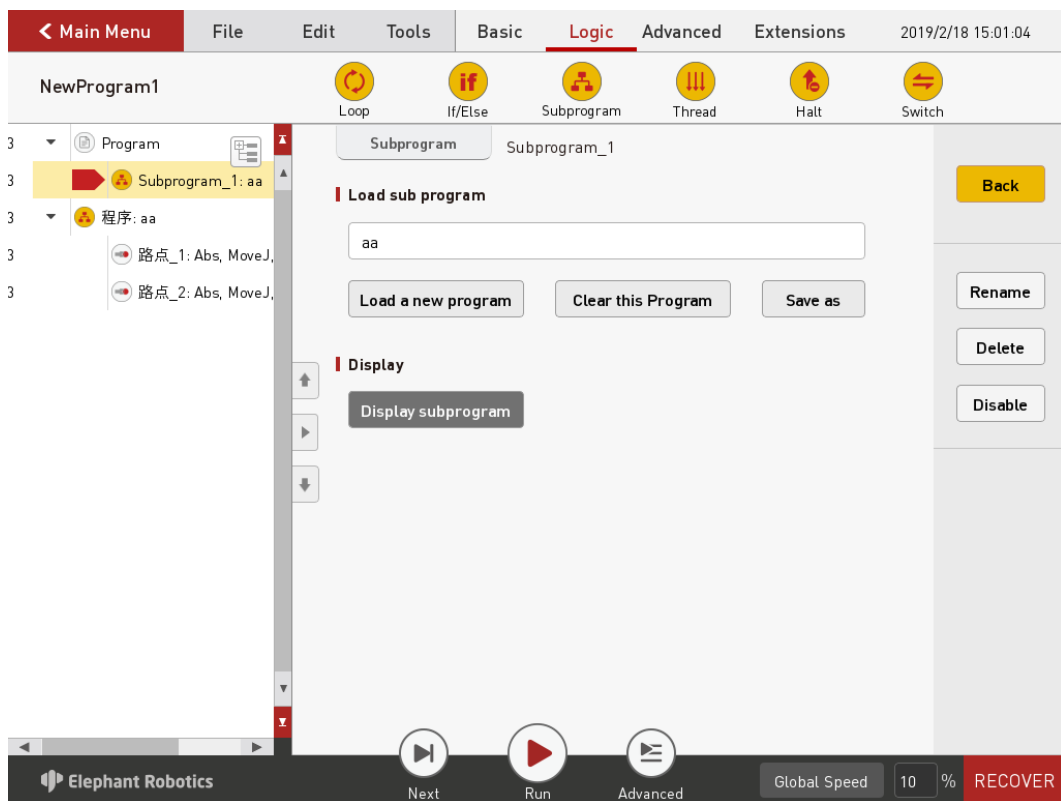 Main Menu File Edit Tools Basic Logic Advanced Extensions 2019/2/18 15:01:04
NewProgram1
Loop If/Else Subprogram Thread Halt Switch
3 Program
3 Subprogram_1: aa
3 程序: aa
3 路点_1: Abs, MoveJ,
3 路点_2: Abs, MoveJ,
Subprogram Subprogram_1
Load sub program
aa
Load a new program Clear this Program Save as
Display
Display subprogram
Back
Rename
Delete
Disable
Next Run Advanced
Elephant Robotics
Global Speed 10 % RECOVER